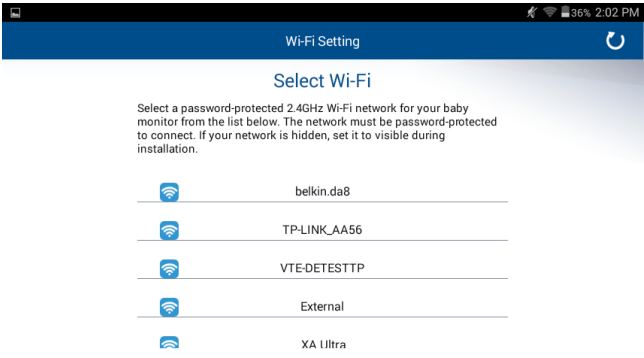 36% 2:02 PM
Wi-Fi Setting
Select Wi-Fi
Select a password-protected 2.4GHz Wi-Fi network for your baby
monitor from the list below. The network must be password-protected
to connect. If your network is hidden, set it to visible during
installation.
belkin.da8
TP-LINK_AA56
VTE-DETESTTP
External
XA Ultra